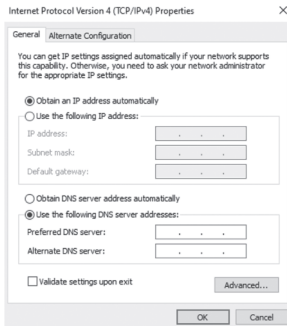 Internet Protocol Version 4 (TCP/IPv4) Properties
General Alternate Configuration
You can get IP settings assigned automatically if your network supports
this capability. Otherwise, you need to ask your network administrator
for the appropriate IP settings.
Obtain an IP address automatically
Use the following IP address:
IP address:
Subnet mask:
Default gateway:
Obtain DNS server address automatically
Use the following DNS server addresses:
Preferred DNS server:
Alternate DNS server:
Validate settings upon exit
Advanced...
OK Cancel